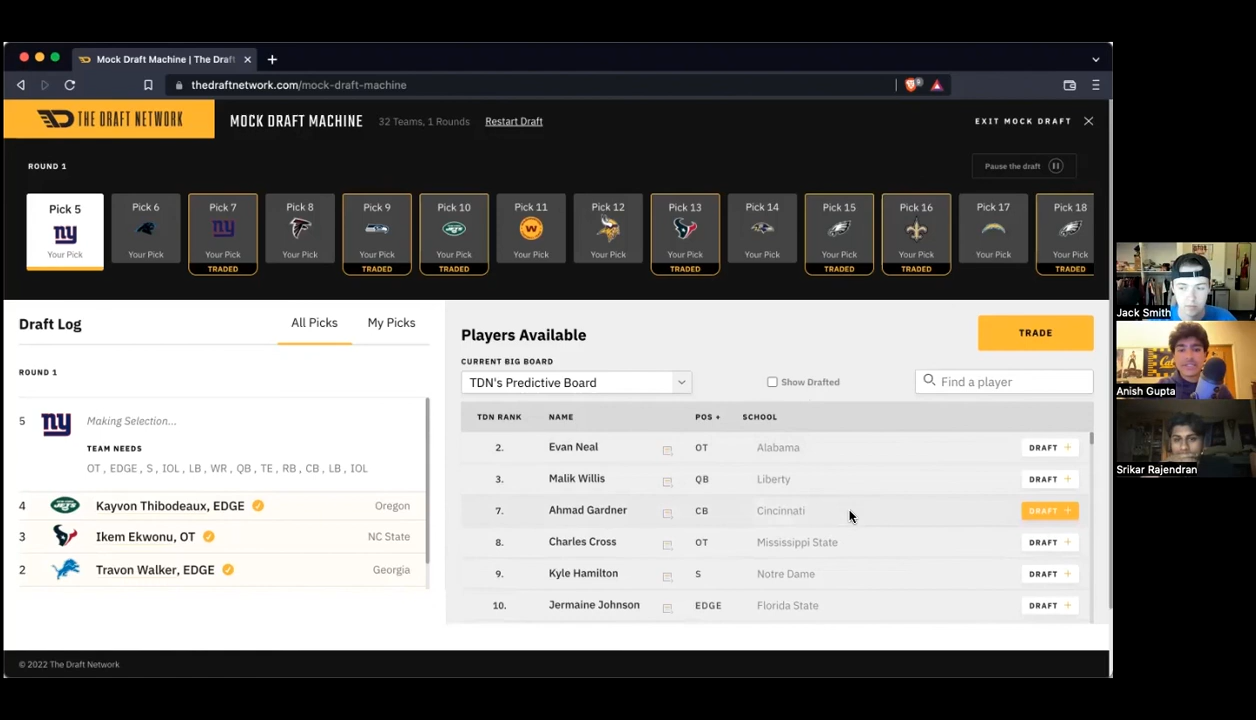 Mock Draft Machine | The Draft
thedraftnetwork.com/mock-draft-machine
THE DRAFT NETWORK
MOCK DRAFT MACHINE
32 Teams, 1 Rounds
Restart Draft
EXIT MOCK DRAFT
ROUND 1
Pause the draft
Pick 5
ny
Your Pick
Pick 6
Your Pick
Pick 7
ny
Your Pick
TRADED
Pick 8
Your Pick
Pick 9
Your Pick
TRADED
Pick 10
Your Pick
TRADED
Pick 11
W
Your Pick
Pick 12
Your Pick
Pick 13
Your Pick
TRADED
Pick 14
Your Pick
Pick 15
Your Pick
TRADED
Pick 16
Your Pick
TRADED
Pick 17
Your Pick
Pick 18
Your Pick
TRADED
Draft Log
All Picks
My Picks
ROUND 1
5 ny Making Selection...
TEAM NEEDS
OT , EDGE , S , IOL , LB , WR , QB , TE , RB , CB , LB , IOL
4 Kayvon Thibodeaux, EDGE Oregon
3 Ikem Ekwonu, OT NC State
2 Travon Walker, EDGE Georgia
Players Available
TRADE
CURRENT BIG BOARD
TDN's Predictive Board
Show Drafted
Find a player
TDN RANK NAME POS + SCHOOL
2. Evan Neal OT Alabama DRAFT +
3. Malik Willis QB Liberty DRAFT +
7. Ahmad Gardner CB Cincinnati DRAFT +
8. Charles Cross OT Mississippi State DRAFT +
9. Kyle Hamilton S Notre Dame DRAFT +
10. Jermaine Johnson EDGE Florida State DRAFT +
© 2022 The Draft Network
Jack Smith
Cal
Anish Gupta
Srikar Rajendran